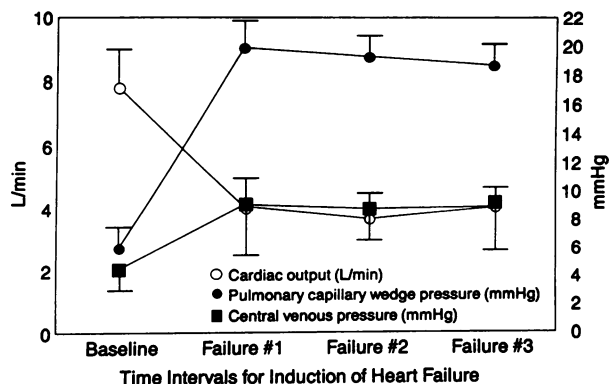 10
8
6
4
2
0
L/min
22
20
18
16
14
12
10
8
6
4
2
0
mmHg
Cardiac output (L/min)
Pulmonary capillary wedge pressure (mmHg)
Central venous pressure (mmHg)
Baseline Failure #1 Failure #2 Failure #3
Time Intervals for Induction of Heart Failure